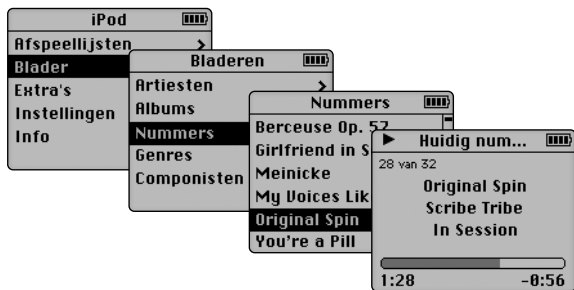 iPod
Afspeellijsten
Blader
Extra's
Instellingen
Info
Bladeren
Artiesten
Albums
Nummers
Genres
Componisten
Nummers
Berceuse Op. 57
Girlfriend in S
Meinicke
My Voices Lik
Original Spin
You're a Pill
Huidig num...
28 van 32
Original Spin
Scribe Tribe
In Session
1:28
-0:56